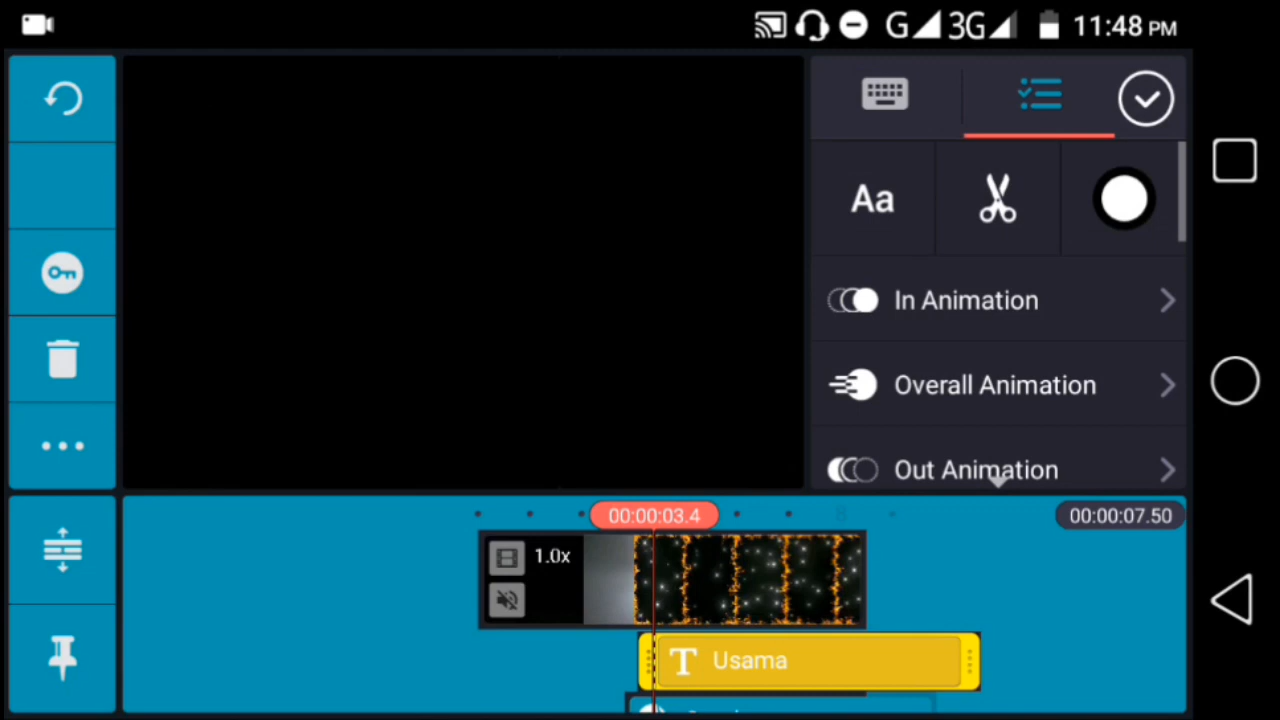 G 3G 11:48 PM
Aa
In Animation
Overall Animation
Out Animation
00:00:03.4
00:00:07.50
1.0x
T Usama